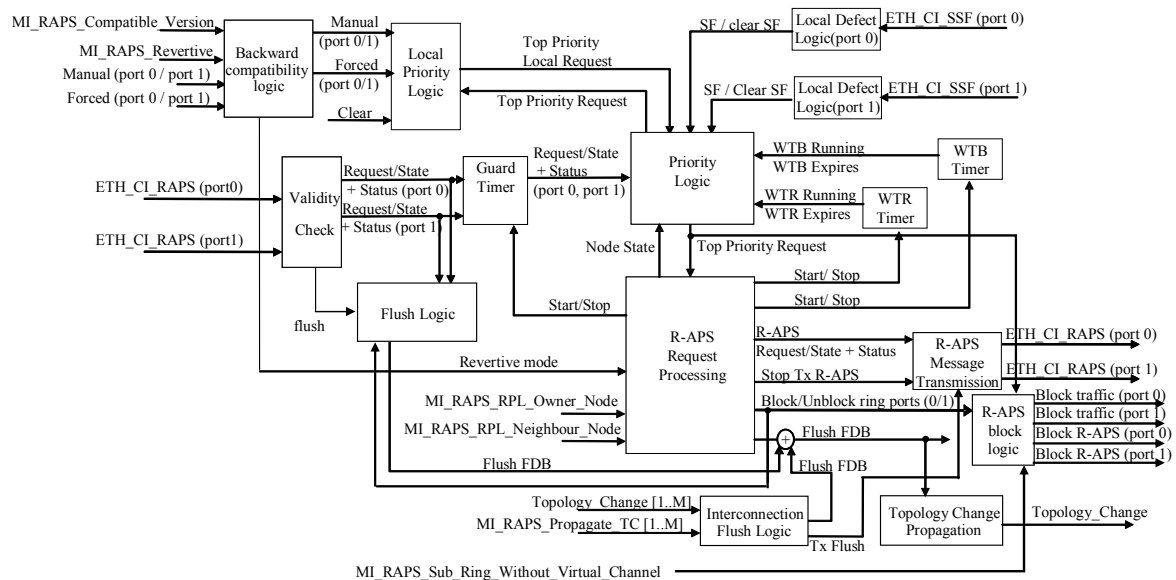 MI_RAPS_Compatible_Version
MI_RAPS_Revertive
Manual (port 0 / port 1)
Forced (port 0 / port 1)
Backward
compatibility
logic
Manual
(port 0/1)
Forced
(port 0/1)
Clear
Local
Priority
Logic
Top Priority
Local Request
Top Priority Request
SF / clear SF
Local Defect
Logic(port 0)
ETH_CI_SSF (port 0)
SF / Clear SF
Local Defect
Logic(port 1)
ETH_CI_SSF (port 1)
ETH_CI_RAPS (port0)
ETH_CI_RAPS (port1)
Validity
Check
Request/State
+ Status (port 0)
Request/State
+ Status (port 1)
Guard
Timer
Request/State
+ Status
(port 0, port 1)
Priority
Logic
WTB Running
WTB Expires
WTB
Timer
WTR Running
WTR Expires
WTR
Timer
Node State
Top Priority Request
flush
Flush Logic
Start/Stop
Start/ Stop
Start/ Stop
R-APS
Request
Processing
R-APS
Request/State + Status
Stop Tx R-APS
R-APS
Message
Transmission
ETH_CI_RAPS (port 0)
ETH_CI_RAPS (port 1)
Revertive mode
Block/Unblock ring ports (0/1)
MI_RAPS_RPL_Owner_Node
MI_RAPS_RPL_Neighbour_Node
R-APS
block
logic
Block traffic (port 0)
Block traffic (port 1)
Block R-APS (port 0)
Block R-APS (port 1)
+
Flush FDB
Flush FDB
Flush FDB
Topology_Change [1..M]
MI_RAPS_Propagate_TC [1..M]
Interconnection
Flush Logic
Tx Flush
Topology Change
Propagation
Topology_Change
MI_RAPS_Sub_Ring_Without_Virtual_Channel